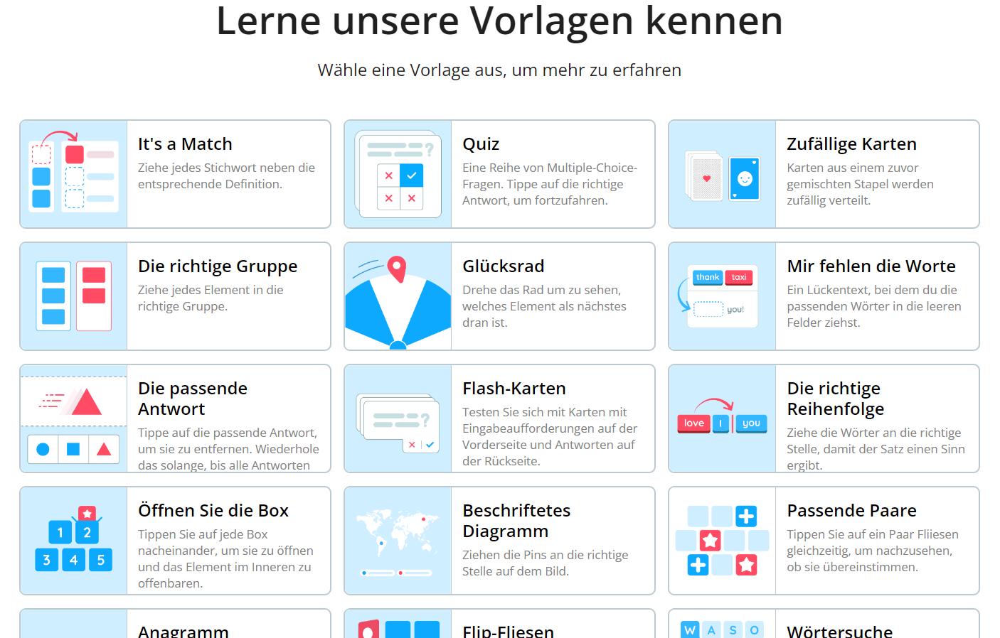 Lerne unsere Vorlagen kennen
Wähle eine Vorlage aus, um mehr zu erfahren
It's a Match
Ziehe jedes Stichwort neben die
entsprechende Definition.
?
Quiz
Eine Reihe von Multiple-Choice-
Fragen. Tippe auf die richtige
Antwort, um fortzufahren.
Zufällige Karten
Karten aus einem zuvor
gemischten Stapel werden
zufällig verteilt.
Die richtige Gruppe
Ziehe jedes Element in die
richtige Gruppe.
Glücksrad
Drehe das Rad um zu sehen,
welches Element als nächstes
dran ist.
thank taxi
you!
Mir fehlen die Worte
Ein Lückentext, bei dem du die
passenden Wörter in die leeren
Felder ziehst.
Die passende
Antwort
Tippe auf die passende Antwort,
um sie zu entfernen. Wiederhole
das solange, bis alle Antworten
?
Flash-Karten
Testen Sie sich mit Karten mit
Eingabeaufforderungen auf der
Vorderseite und Antworten auf
der Rückseite.
love I you
Die richtige
Reihenfolge
Ziehe die Wörter an die richtige
Stelle, damit der Satz einen Sinn
ergibt.
1 2
3 4 5
Öffnen Sie die Box
Tippen Sie auf jede Box
nacheinander, um sie zu öffnen
und das Element im Inneren zu
offenbaren.
Beschriftetes
Diagramm
Ziehen die Pins an die richtige
Stelle auf dem Bild.
Passende Paare
Tippen Sie auf ein Paar Fliiesen
gleichzeitig, um nachzusehen,
ob sie übereinstimmen.
Anagramm
Flip-Fliesen
W A S O
Wörtersuche